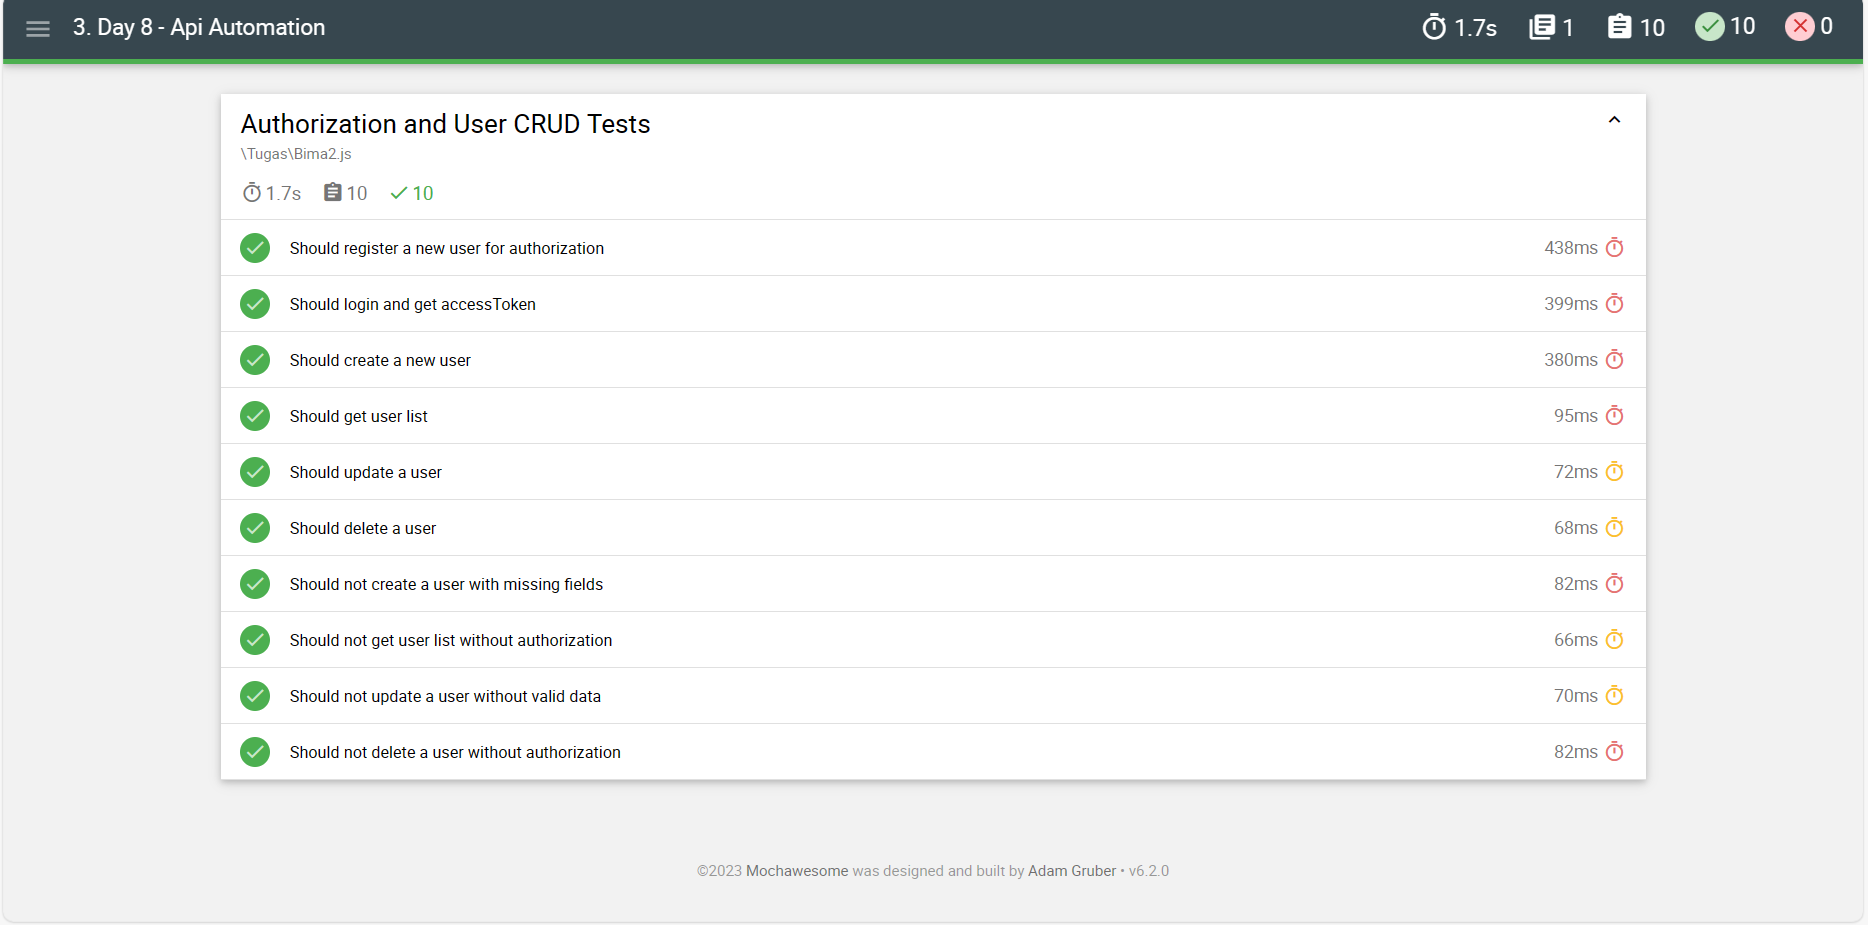 3. Day 8 - Api Automation 1.7s 1 10 10 0
Authorization and User CRUD Tests
\Tugas\Bima2.js
1.7s 10 10
Should register a new user for authorization 438ms
Should login and get accessToken 399ms
Should create a new user 380ms
Should get user list 95ms
Should update a user 72ms
Should delete a user 68ms
Should not create a user with missing fields 82ms
Should not get user list without authorization 66ms
Should not update a user without valid data 70ms
Should not delete a user without authorization 82ms
©2023 Mochawesome was designed and built by Adam Gruber • v6.2.0